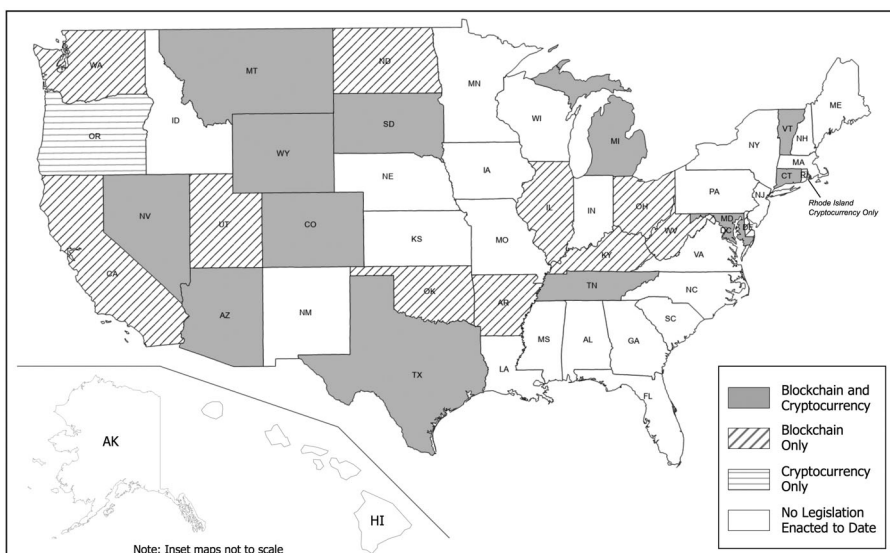 WA
MT
ND
MN
ME
OR
ID
SD
WI
MI
VT
NH
NY
MA
WY
CT
RI
Rhode Island
Cryptocurrency Only
NE
IA
PA
NJ
NV
UT
CO
IL
IN
OH
MD
DE
DC
WV
KS
MO
KY
VA
CA
AZ
NM
OK
AR
TN
NC
SC
TX
MS
AL
GA
LA
FL
AK
HI
Note: Inset maps not to scale
Blockchain and
Cryptocurrency
Blockchain
Only
Cryptocurrency
Only
No Legislation
Enacted to Date